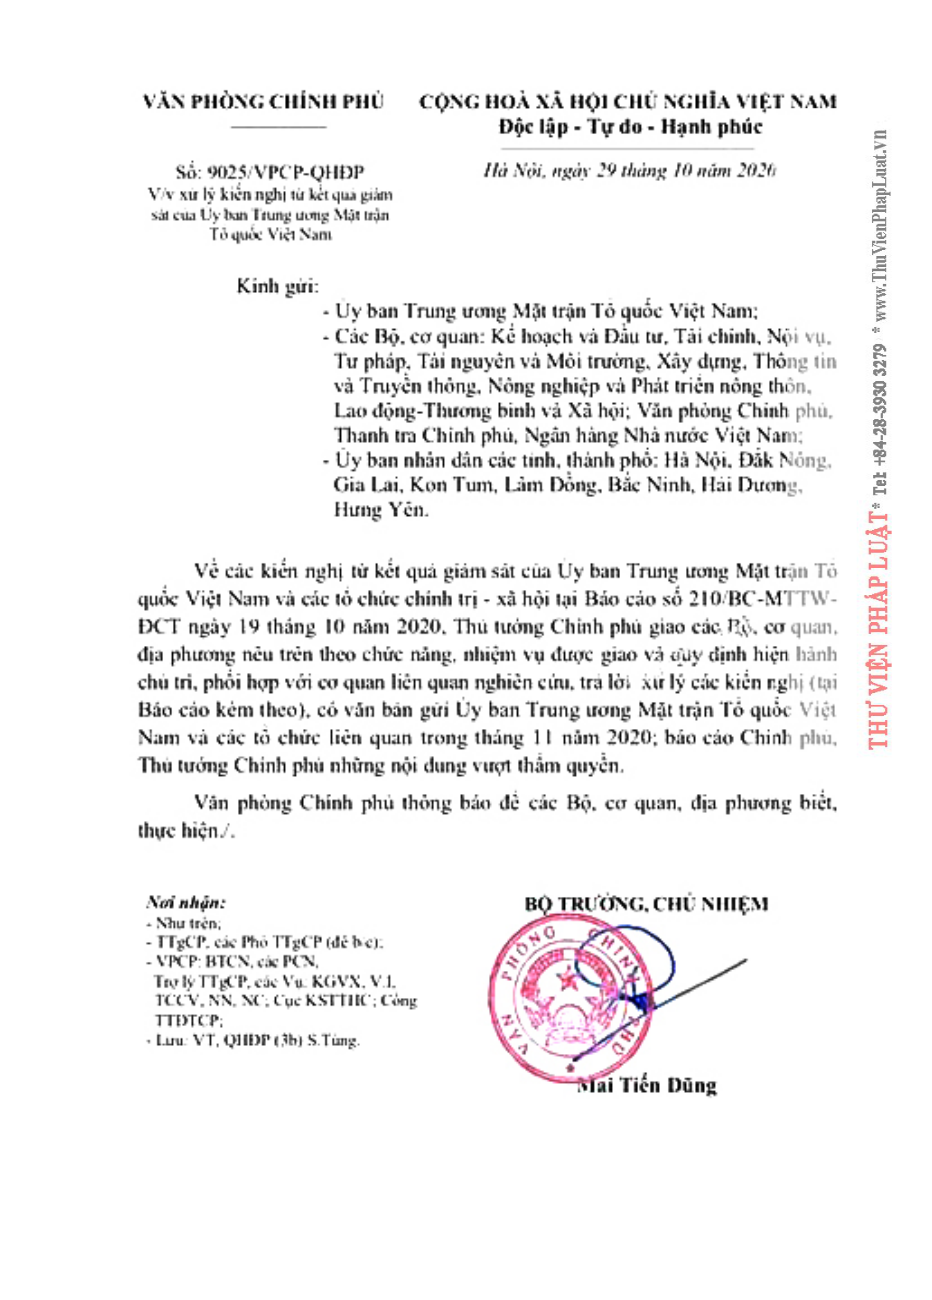 VĂN PHÒNG CHÍNH PHỦ
CỘNG HOÀ XÃ HỘI CHỦ NGHĨA VIỆT NAM
Độc lập - Tự do - Hạnh phúc
Số: 9025/VPCP-QHĐP
V/v xử lý kiến nghị từ kết quả giám
sát của Ủy ban Trung ương Mặt trận
Tổ quốc Việt Nam
Hà Nội, ngày 29 tháng 10 năm 2020
Kính gửi:
- Ủy ban Trung ương Mặt trận Tổ quốc Việt Nam;
- Các Bộ, cơ quan: Kế hoạch và Đầu tư, Tài chính, Nội vụ,
Tư pháp, Tài nguyên và Môi trường, Xây dựng, Thông tin
và Truyền thông, Nông nghiệp và Phát triển nông thôn,
Lao động-Thương binh và Xã hội; Văn phòng Chính phủ,
Thanh tra Chính phủ, Ngân hàng Nhà nước Việt Nam;
- Ủy ban nhân dân các tỉnh, thành phố: Hà Nội, Đắk Nông,
Gia Lai, Kon Tum, Lâm Đồng, Bắc Ninh, Hải Dương,
Hưng Yên.
Về các kiến nghị từ kết quả giám sát của Ủy ban Trung ương Mặt trận Tổ
quốc Việt Nam và các tổ chức chính trị - xã hội tại Báo cáo số 210/BC-MTTW-
ĐCT ngày 19 tháng 10 năm 2020, Thủ tướng Chính phủ giao các Bộ, cơ quan,
địa phương nêu trên theo chức năng, nhiệm vụ được giao và quy định hiện hành
chủ trì, phối hợp với cơ quan liên quan nghiên cứu, trả lời, xử lý các kiến nghị (tại
Báo cáo kèm theo), có văn bản gửi Ủy ban Trung ương Mặt trận Tổ quốc Việt
Nam và các tổ chức liên quan trong tháng 11 năm 2020; báo cáo Chính phủ,
Thủ tướng Chính phủ những nội dung vượt thẩm quyền.
Văn phòng Chính phủ thông báo để các Bộ, cơ quan, địa phương biết,
thực hiện./.
Nơi nhận:
- Như trên;
- TTgCP, các Phó TTgCP (để b/c);
- VPCP: BTCN, các PCN,
Trợ lý TTgCP, các Vụ: KGVX, V.I,
TCCV, NN, NC; Cục KSTTHC; Cổng
TTĐTCP;
- Lưu: VT, QHĐP (3b) S.Tùng.
BỘ TRƯỞNG, CHỦ NHIỆM
VĂN PHÒNG CHÍNH PHỦ
Mai Tiến Dũng
THƯ VIỆN PHÁP LUẬT * Tel: +84-28-3930 3279 * www.ThuVienPhapLuat.vn